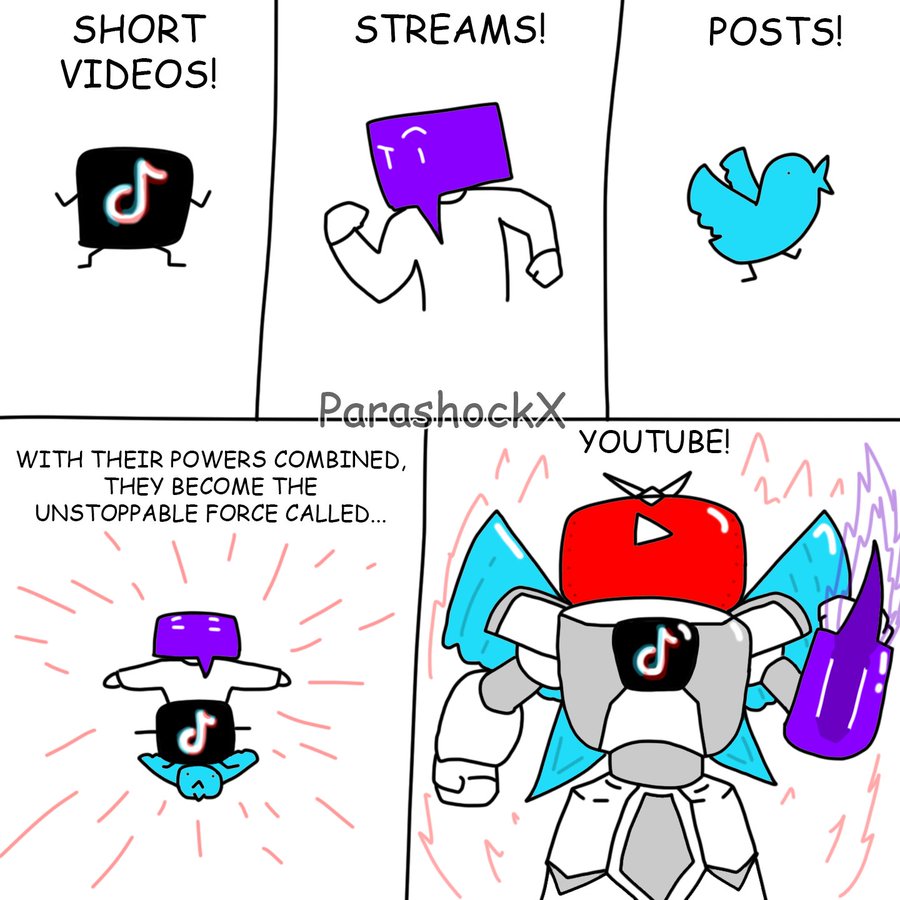 SHORT
VIDEOS!
STREAMS!
POSTS!
ParashockX
WITH THEIR POWERS COMBINED,
THEY BECOME THE
UNSTOPPABLE FORCE CALLED...
YOUTUBE!